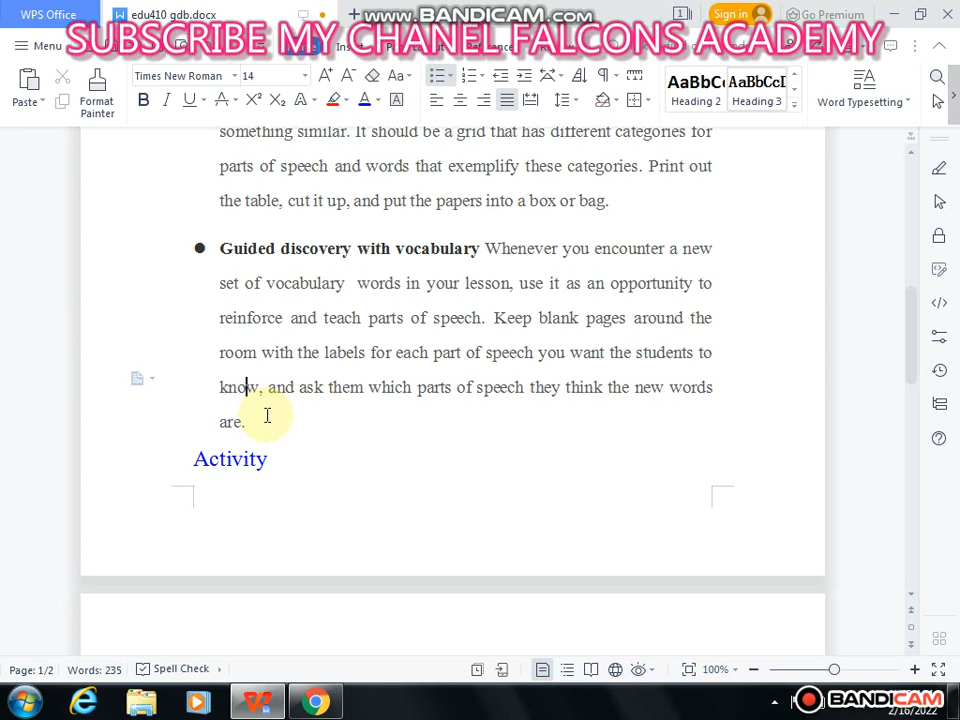 WPS Office
edu410 gdb.docx
www.BANDICAM.com
Sign in
Go Premium
Menu
SUBSCRIBE MY CHANEL FALCONS ACADEMY
Paste
Format
Painter
Times New Roman
14
AaBbC
AaBbCc
Heading 2
Heading 3
Word Typesetting
something similar. It should be a grid that has different categories for
parts of speech and words that exemplify these categories. Print out
the table, cut it up, and put the papers into a box or bag.
● Guided discovery with vocabulary Whenever you encounter a new
set of vocabulary words in your lesson, use it as an opportunity to
reinforce and teach parts of speech. Keep blank pages around the
room with the labels for each part of speech you want the students to
know, and ask them which parts of speech they think the new words
are.
Activity
Page: 1/2
Words: 235
Spell Check
100%
BANDICAM
2/16/2022